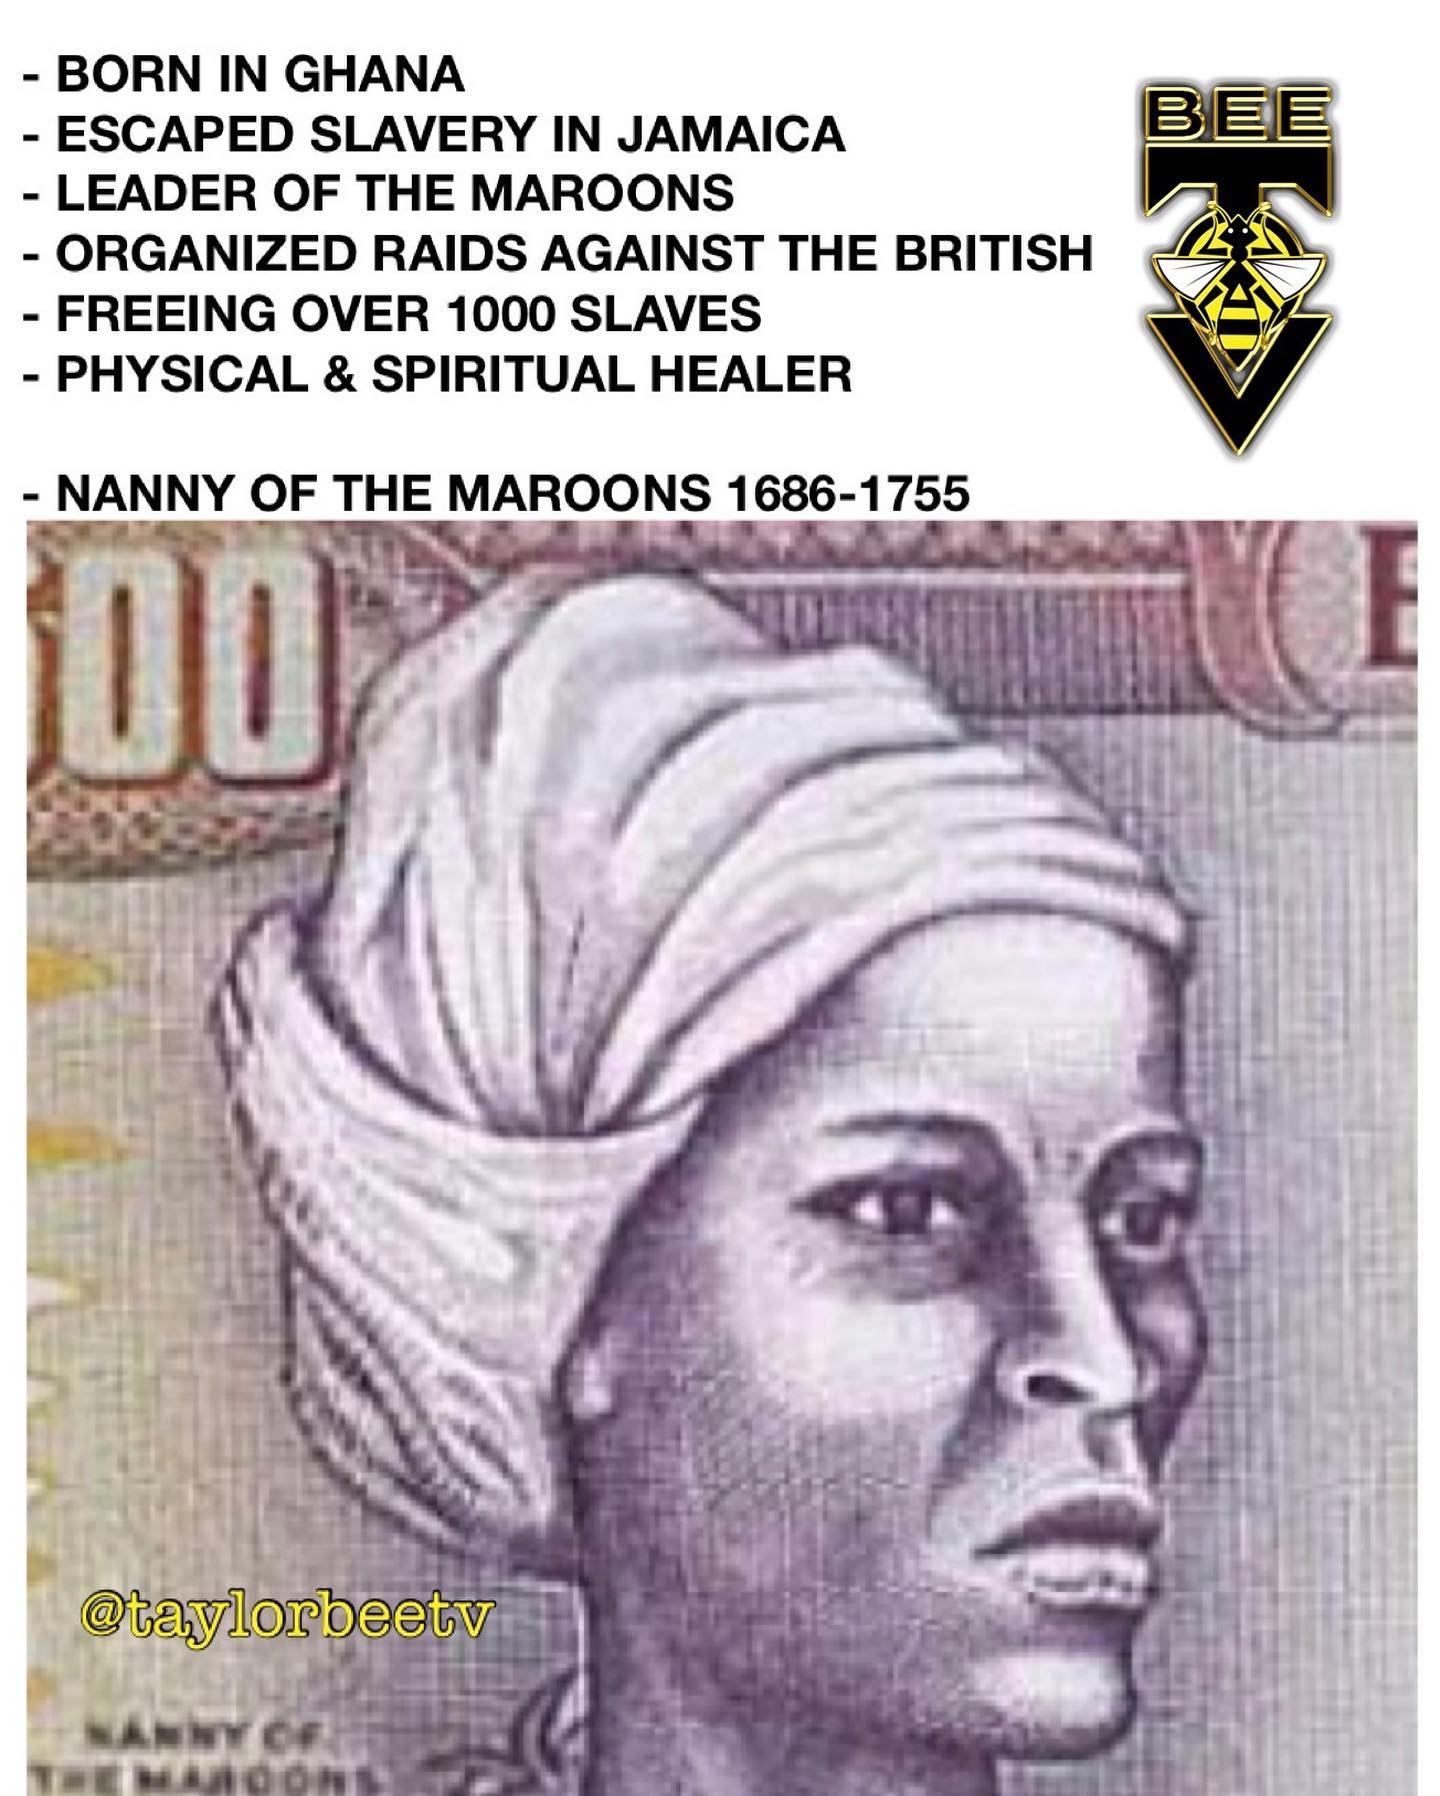 - BORN IN GHANA
- ESCAPED SLAVERY IN JAMAICA
- LEADER OF THE MAROONS
- ORGANIZED RAIDS AGAINST THE BRITISH
- FREEING OVER 1000 SLAVES
- PHYSICAL & SPIRITUAL HEALER
- NANNY OF THE MAROONS 1686-1755
BEE
TV
00
@taylorbeetv
NANNY OF
THE MAROONS